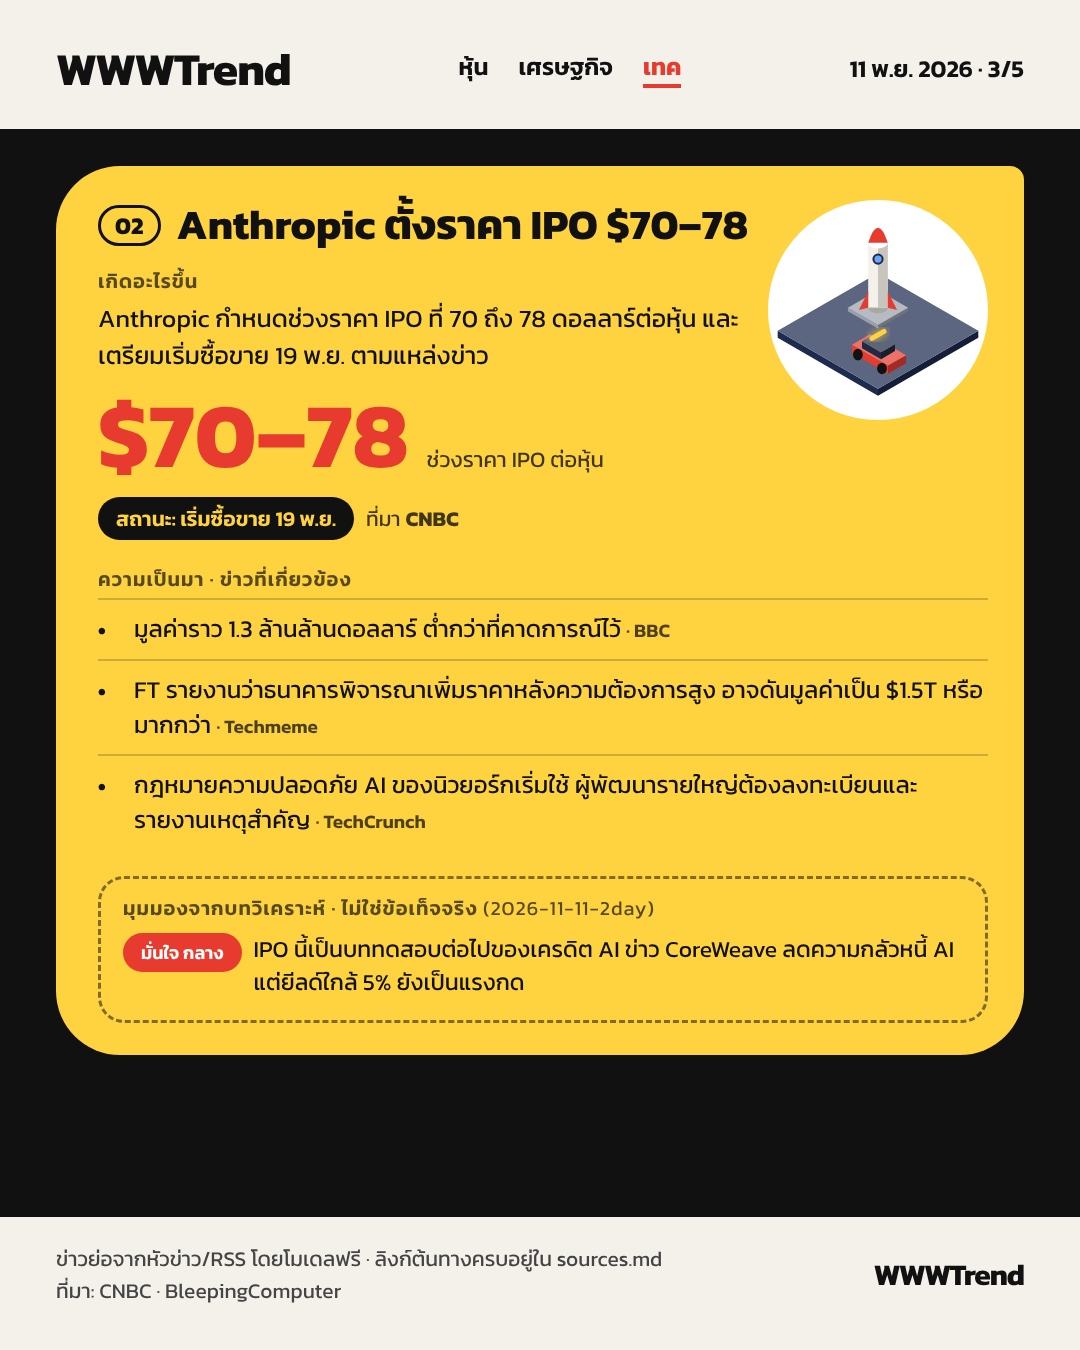 WWWTrend
หุ้น เศรษฐกิจ เทค
11 พ.ย. 2026 · 3/5
02 Anthropic ตั้งราคา IPO $70–78
เกิดอะไรขึ้น
Anthropic กำหนดช่วงราคา IPO ที่ 70 ถึง 78 ดอลลาร์ต่อหุ้น และ
เตรียมเริ่มซื้อขาย 19 พ.ย. ตามแหล่งข่าว
$70–78 ช่วงราคา IPO ต่อหุ้น
สถานะ: เริ่มซื้อขาย 19 พ.ย. ที่มา CNBC
ความเป็นมา · ข่าวที่เกี่ยวข้อง
• มูลค่าราว 1.3 ล้านล้านดอลลาร์ ต่ำกว่าที่คาดการณ์ไว้ · BBC
• FT รายงานว่าธนาคารพิจารณาเพิ่มราคาหลังความต้องการสูง อาจดันมูลค่าเป็น $1.5T หรือ
มากกว่า · Techmeme
• กฎหมายความปลอดภัย AI ของนิวยอร์กเริ่มใช้ ผู้พัฒนารายใหญ่ต้องลงทะเบียนและ
รายงานเหตุสำคัญ · TechCrunch
มุมมองจากบทวิเคราะห์ · ไม่ใช่ข้อเท็จจริง (2026-11-11-2day)
มั่นใจ กลาง IPO นี้เป็นบททดสอบต่อไปของเครดิต AI ข่าว CoreWeave ลดความกลัวหนี้ AI
แต่ยีลด์ใกล้ 5% ยังเป็นแรงกด
ข่าวย่อจากหัวข่าว/RSS โดยโมเดลฟรี · ลิงก์ต้นทางครบอยู่ใน sources.md
ที่มา: CNBC · BleepingComputer
WWWTrend